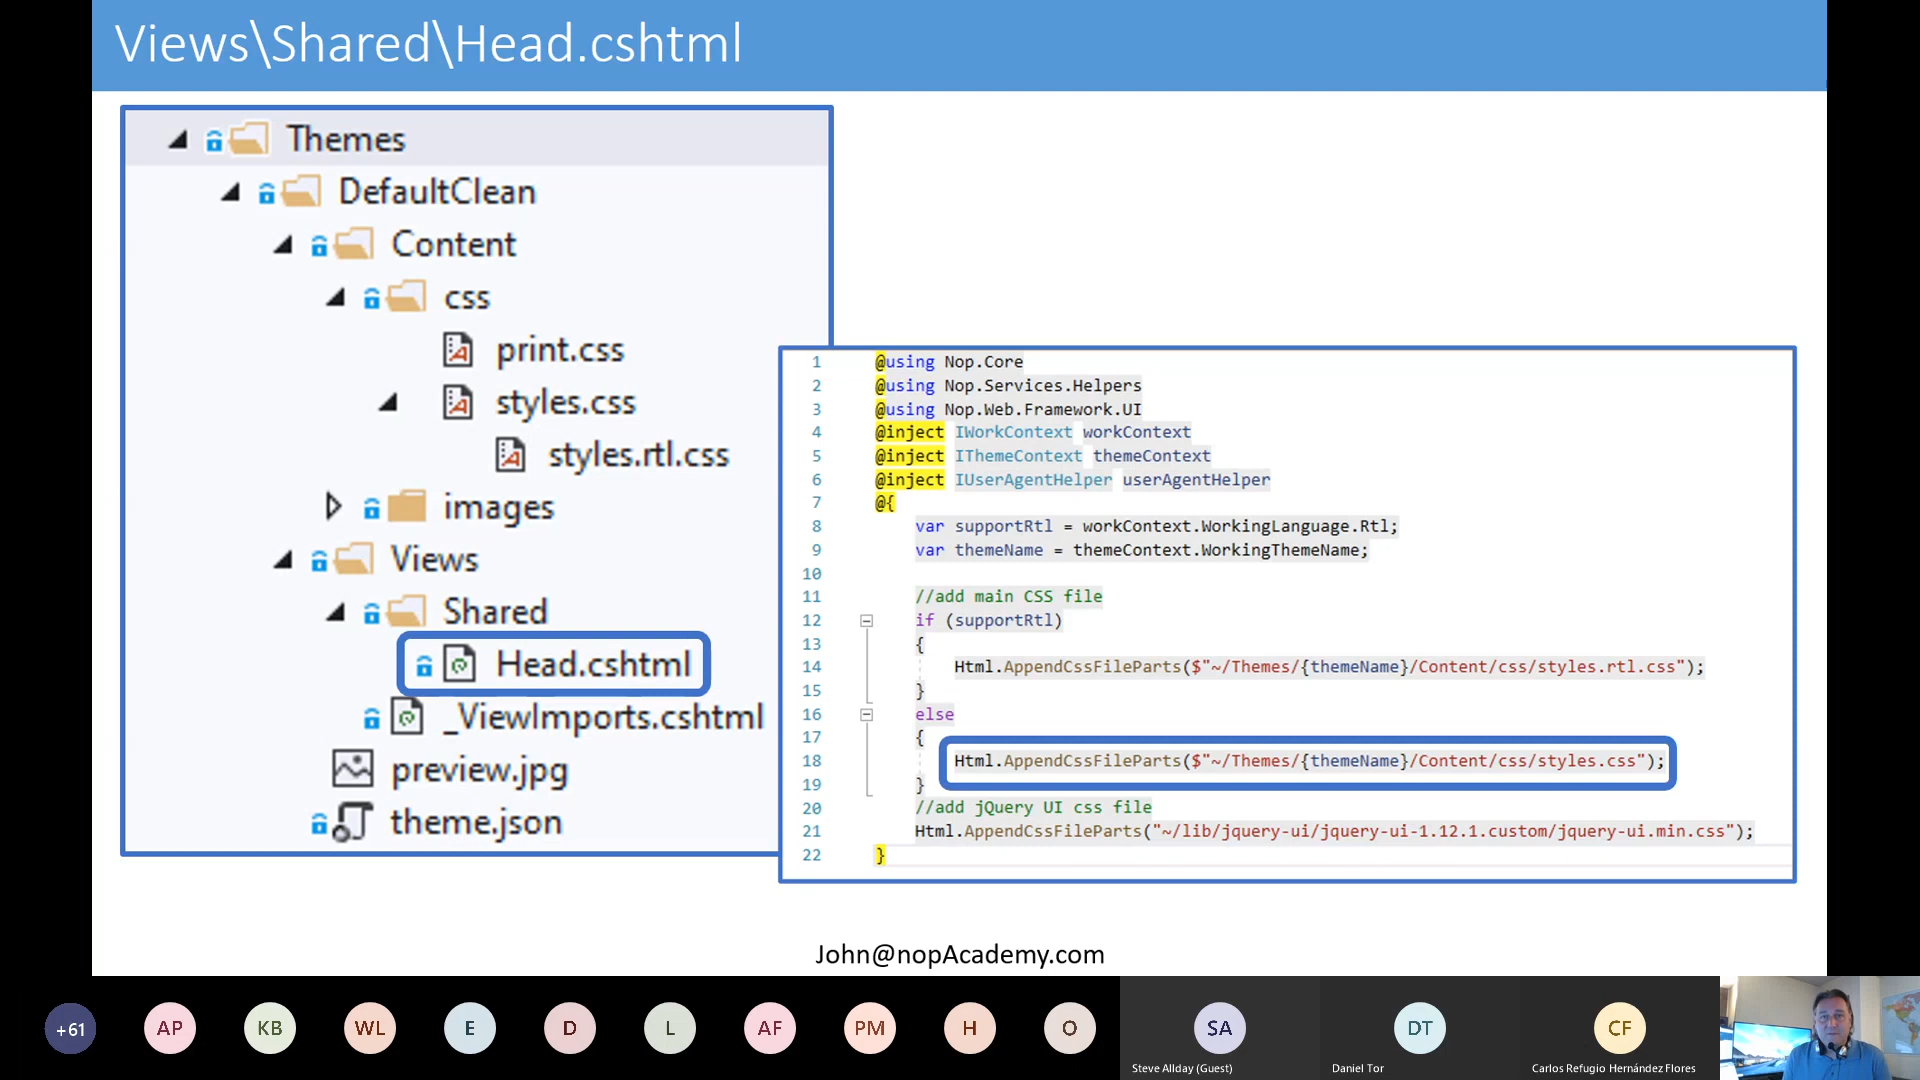 Views\Shared\Head.cshtml
Themes
DefaultClean
Content
css
print.css
styles.css
styles.rtl.css
images
Views
Shared
Head.cshtml
_ViewImports.cshtml
preview.jpg
theme.json
1 @using Nop.Core
2 @using Nop.Services.Helpers
3 @using Nop.Web.Framework.UI
4 @inject IWorkContext workContext
5 @inject IThemeContext themeContext
6 @inject IUserAgentHelper userAgentHelper
7 @{
8 var supportRtl = workContext.WorkingLanguage.Rtl;
9 var themeName = themeContext.WorkingThemeName;
10
11 //add main CSS file
12 if (supportRtl)
13 {
14 Html.AppendCssFileParts($"~/Themes/{themeName}/Content/css/styles.rtl.css");
15 }
16 else
17 {
18 Html.AppendCssFileParts($"~/Themes/{themeName}/Content/css/styles.css");
19 }
20 //add jQuery UI css file
21 Html.AppendCssFileParts("~/lib/jquery-ui/jquery-ui-1.12.1.custom/jquery-ui.min.css");
22 }
John@nopAcademy.com
+61 AP KB WL E D L AF PM H O SA DT CF
Steve Allday (Guest) Daniel Tor Carlos Refugio Hernández Flores